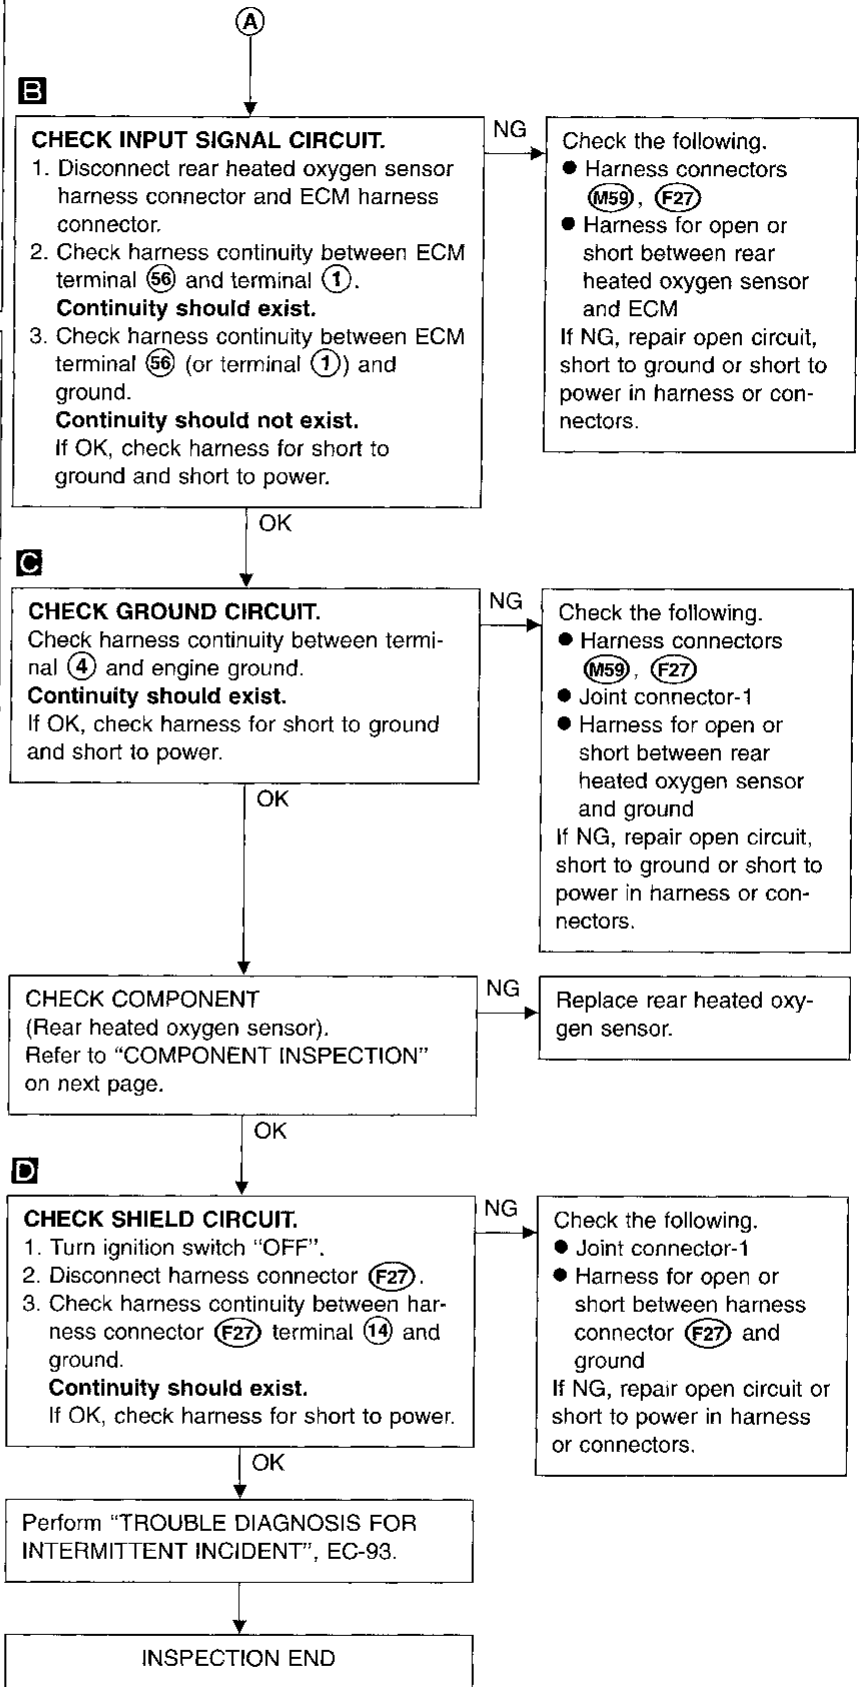 A
B
CHECK INPUT SIGNAL CIRCUIT.
1. Disconnect rear heated oxygen sensor
harness connector and ECM harness
connector.
2. Check harness continuity between ECM
terminal 56 and terminal 1.
Continuity should exist.
3. Check harness continuity between ECM
terminal 56 (or terminal 1) and
ground.
Continuity should not exist.
If OK, check harness for short to
ground and short to power.
NG
Check the following.
● Harness connectors
M59, F27
● Harness for open or
short between rear
heated oxygen sensor
and ECM
If NG, repair open circuit,
short to ground or short to
power in harness or con-
nectors.
OK
C
CHECK GROUND CIRCUIT.
Check harness continuity between termi-
nal 4 and engine ground.
Continuity should exist.
If OK, check harness for short to ground
and short to power.
NG
Check the following.
● Harness connectors
M59, F27
● Joint connector-1
● Harness for open or
short between rear
heated oxygen sensor
and ground
If NG, repair open circuit,
short to ground or short to
power in harness or con-
nectors.
OK
CHECK COMPONENT
(Rear heated oxygen sensor).
Refer to “COMPONENT INSPECTION”
on next page.
NG
Replace rear heated oxy-
gen sensor.
OK
D
CHECK SHIELD CIRCUIT.
1. Turn ignition switch “OFF”.
2. Disconnect harness connector F27.
3. Check harness continuity between har-
ness connector F27 terminal 14 and
ground.
Continuity should exist.
If OK, check harness for short to power.
NG
Check the following.
● Joint connector-1
● Harness for open or
short between harness
connector F27 and
ground
If NG, repair open circuit or
short to power in harness
or connectors.
OK
Perform “TROUBLE DIAGNOSIS FOR
INTERMITTENT INCIDENT”, EC-93.
INSPECTION END